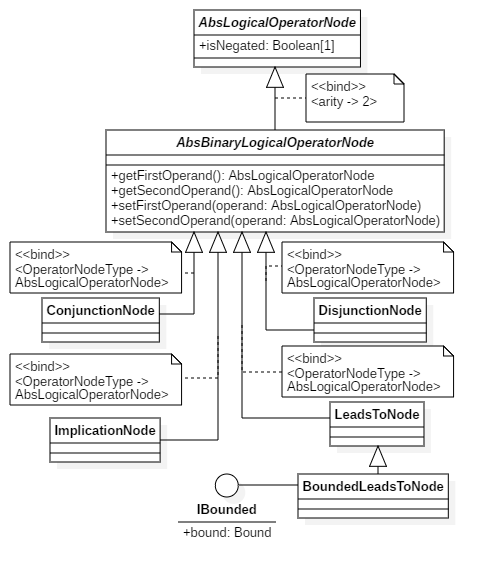 AbsLogicalOperatorNode
+isNegated: Boolean[1]
<<bind>>
<arity -> 2>
AbsBinaryLogicalOperatorNode
+getFirstOperand(): AbsLogicalOperatorNode
+getSecondOperand(): AbsLogicalOperatorNode
+setFirstOperand(operand: AbsLogicalOperatorNode)
+setSecondOperand(operand: AbsLogicalOperatorNode)
<<bind>>
<OperatorNodeType ->
AbsLogicalOperatorNode>
<<bind>>
<OperatorNodeType ->
AbsLogicalOperatorNode>
ConjunctionNode
DisjunctionNode
<<bind>>
<OperatorNodeType ->
AbsLogicalOperatorNode>
<<bind>>
<OperatorNodeType ->
AbsLogicalOperatorNode>
ImplicationNode
LeadsToNode
BoundedLeadsToNode
IBounded
+bound: Bound